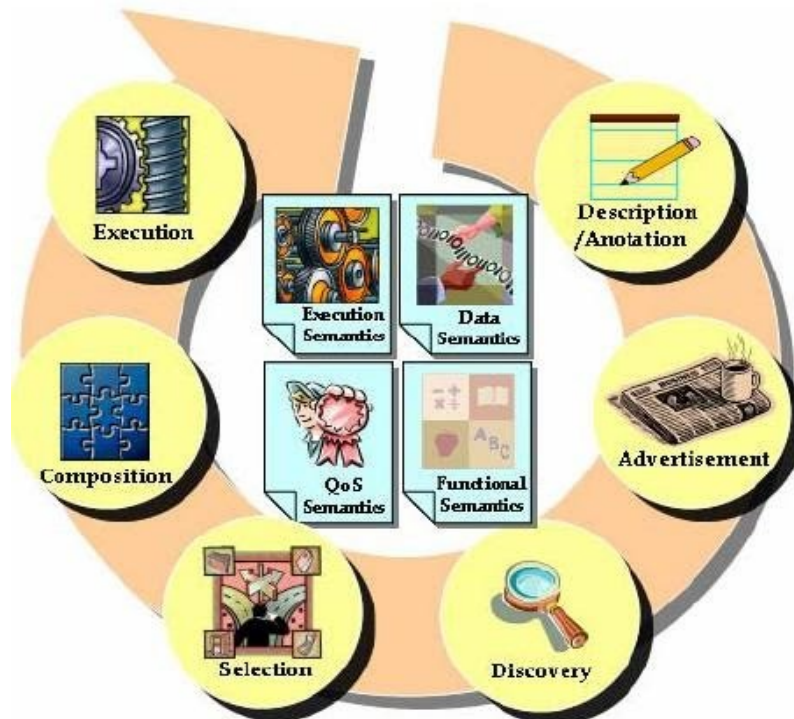 Execution
Description
/Anotation
Execution
Semantics
Data
Semantics
QoS
Semantics
Functional
Semantics
Composition
Advertisement
Selection
Discovery